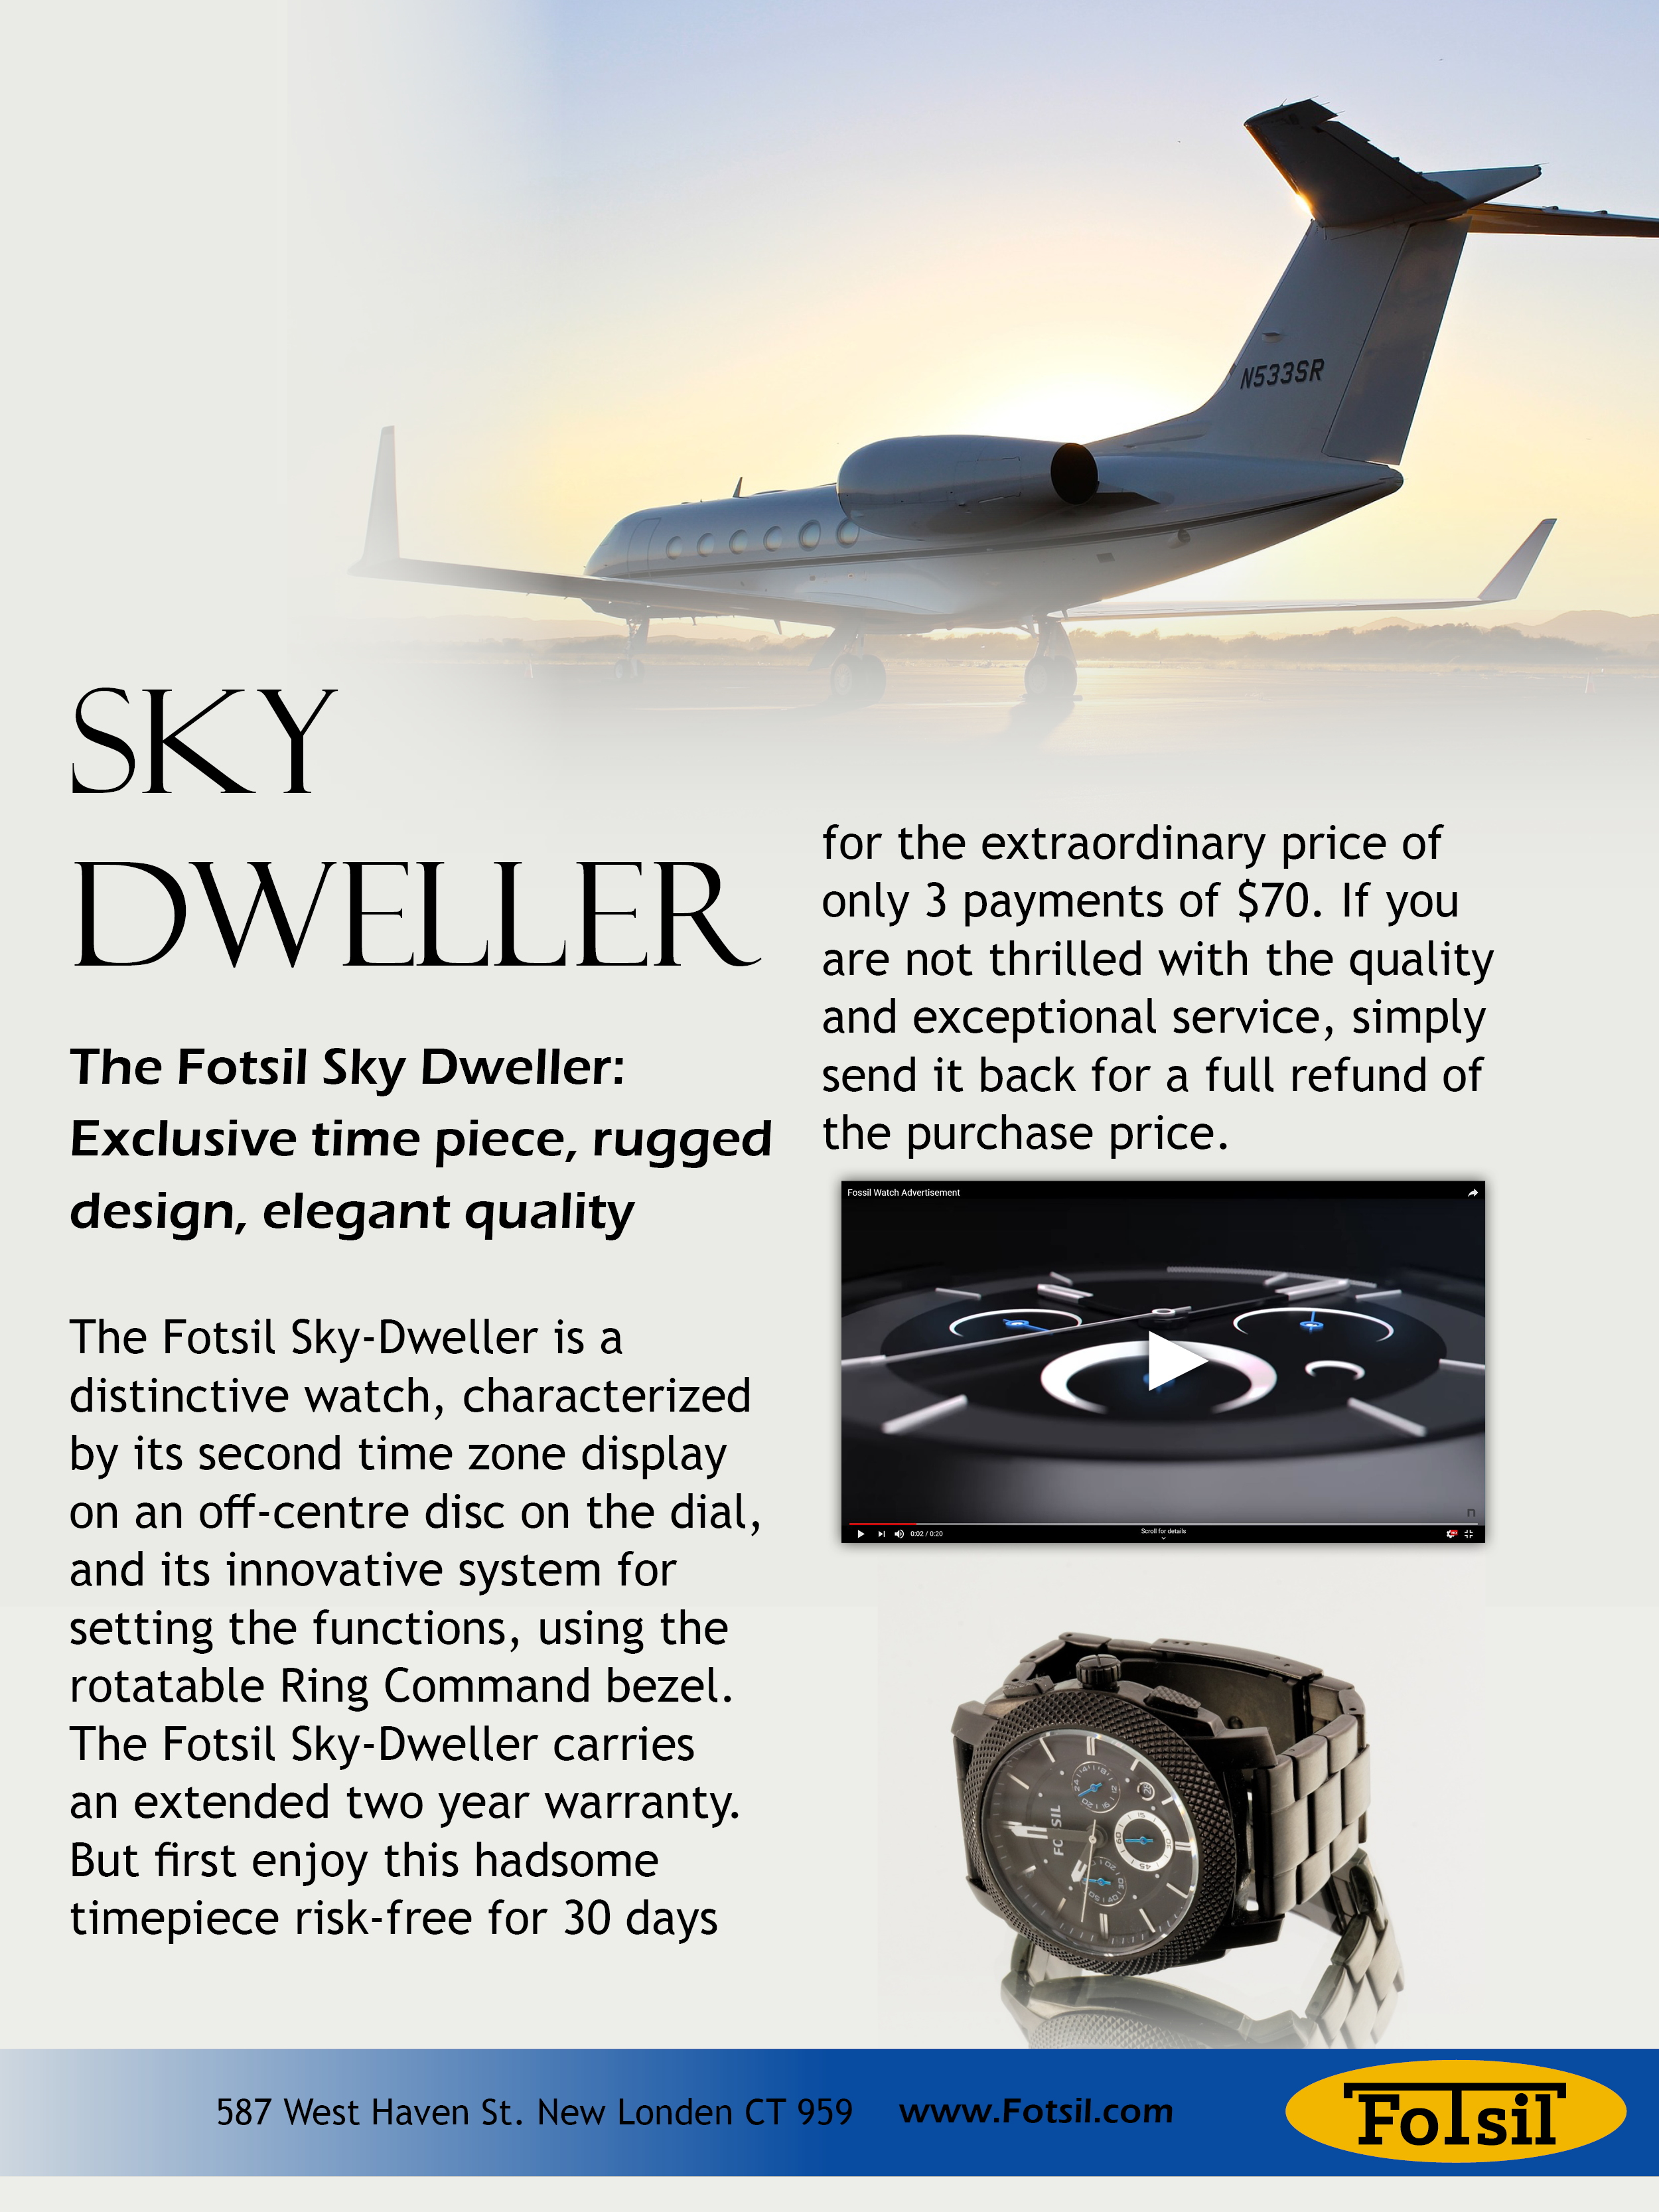 N533SR
SKY
DWELLER
The Fotsil Sky Dweller:
Exclusive time piece, rugged
design, elegant quality
The Fotsil Sky-Dweller is a
distinctive watch, characterized
by its second time zone display
on an off-centre disc on the dial,
and its innovative system for
setting the functions, using the
rotatable Ring Command bezel.
The Fotsil Sky-Dweller carries
an extended two year warranty.
But first enjoy this hadsome
timepiece risk-free for 30 days
for the extraordinary price of
only 3 payments of $70. If you
are not thrilled with the quality
and exceptional service, simply
send it back for a full refund of
the purchase price.
Fossil Watch Advertisement
0:02 / 0:20
Scroll for details
587 West Haven St. New Londen CT 959
www.Fotsil.com
Fotsil